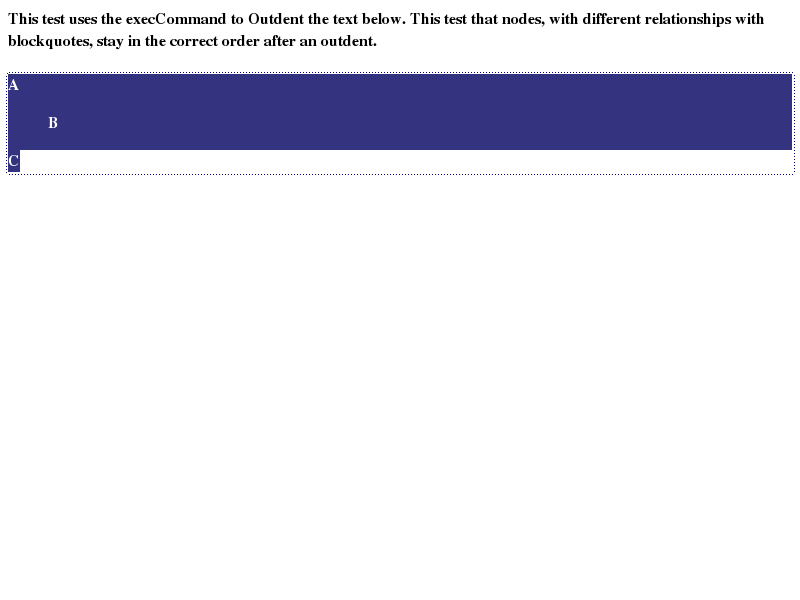 This test uses the execCommand to Outdent the text below. This test that nodes, with different relationships with
blockquotes, stay in the correct order after an outdent.
A
B
C